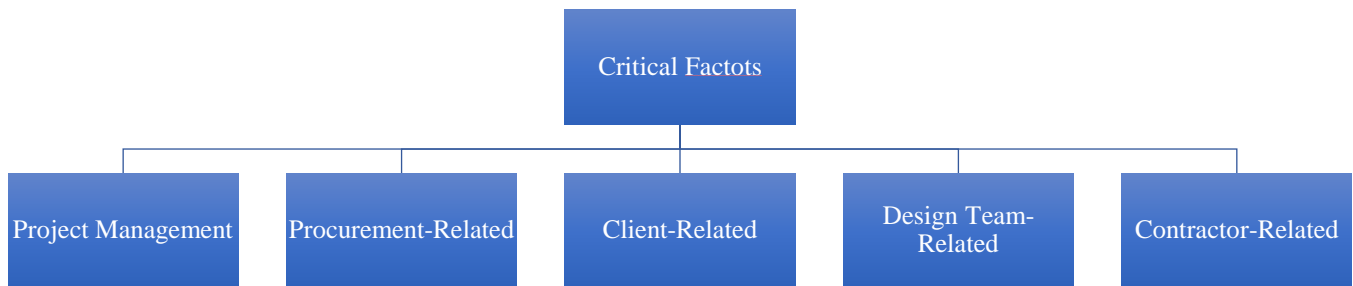 Critical Factots
Project Management
Procurement-Related
Client-Related
Design Team-
Related
Contractor-Related